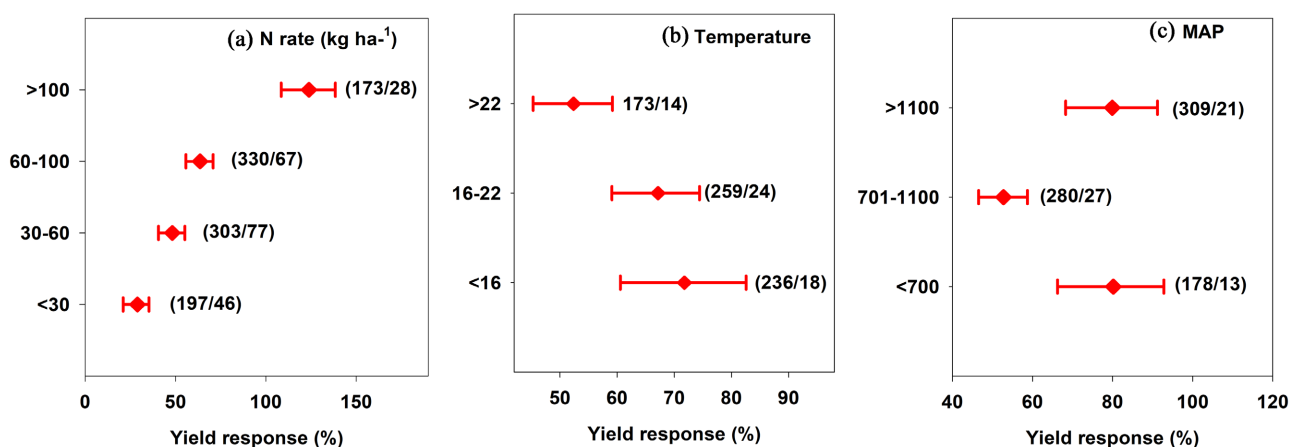 (a) N rate (kg ha-¹)
>100
(173/28)
60-100
(330/67)
30-60
(303/77)
<30
(197/46)
0 50 100 150
Yield response (%)
(b) Temperature
>22
173/14)
16-22
(259/24)
<16
(236/18)
50 60 70 80 90
Yield response (%)
(c) MAP
>1100
(309/21)
701-1100
(280/27)
<700
(178/13)
40 60 80 100 120
Yield response (%)